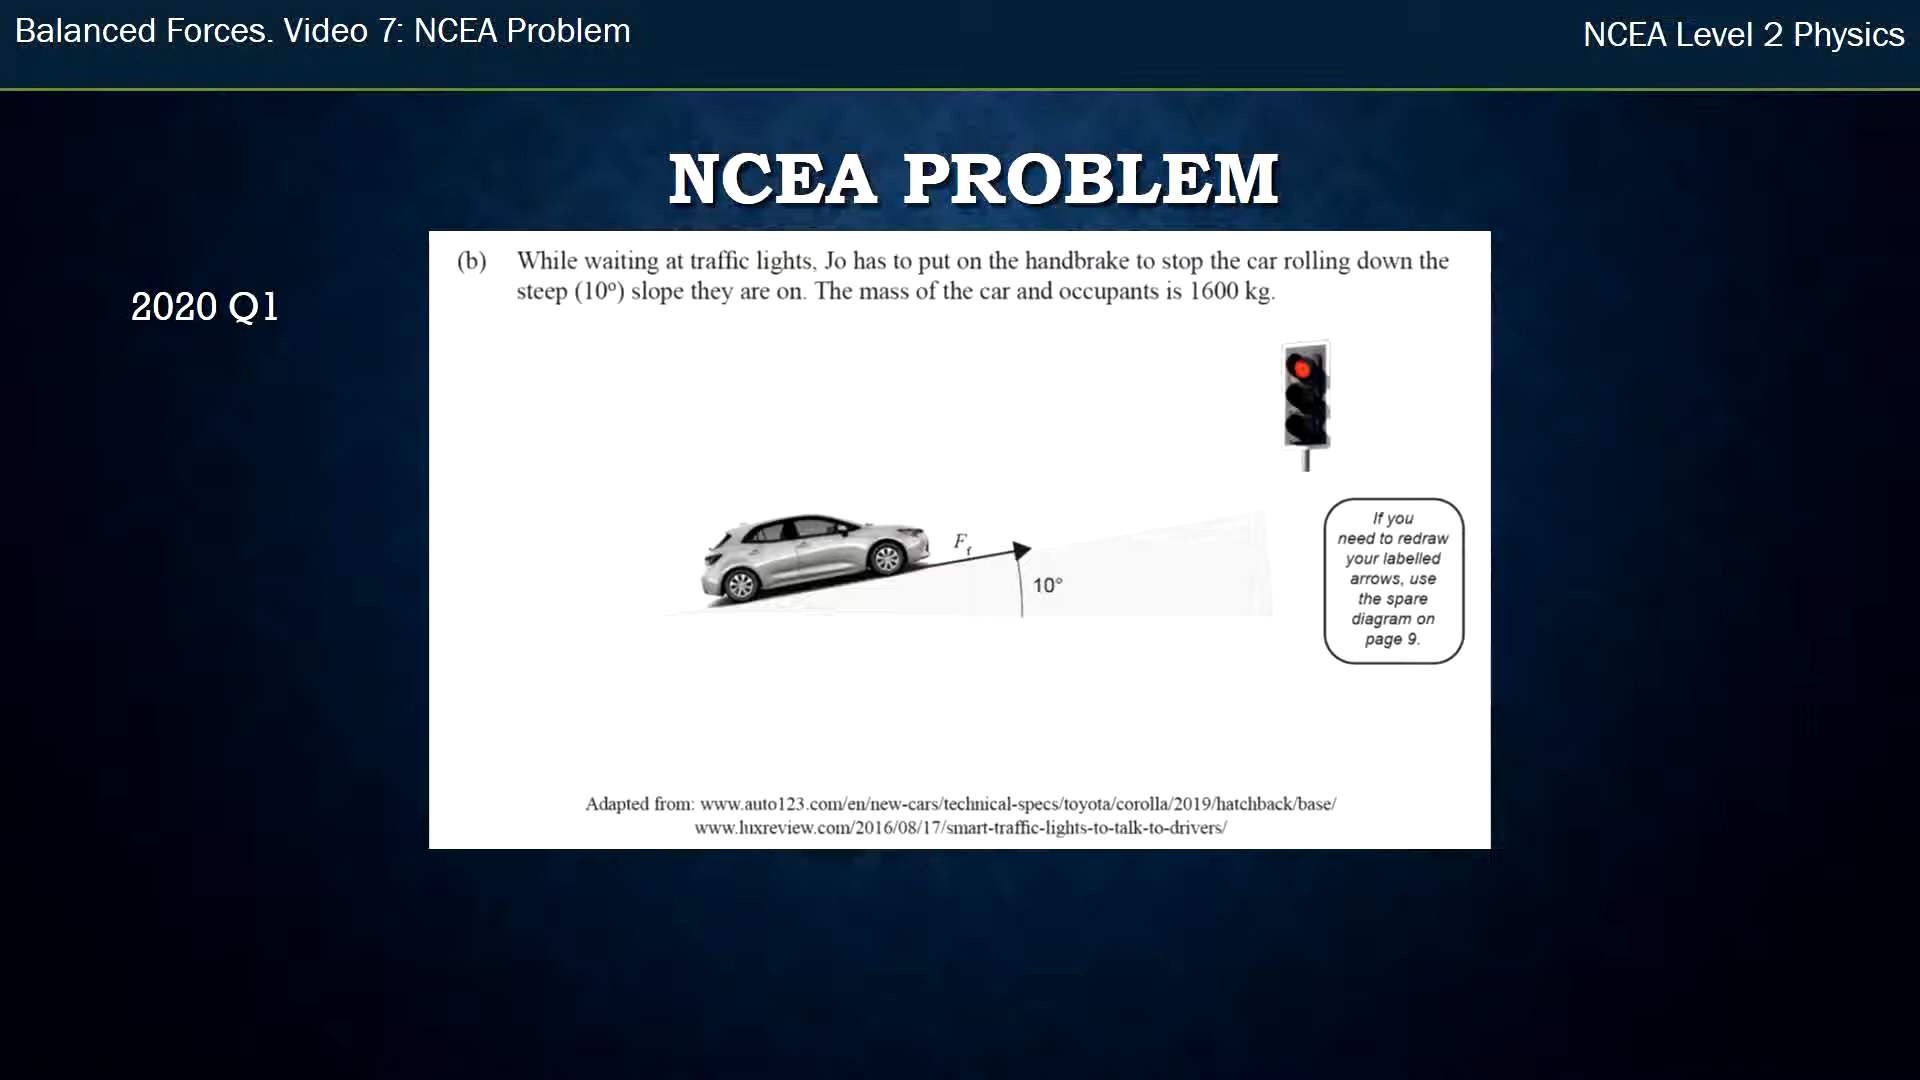 Balanced Forces. Video 7: NCEA Problem
NCEA Level 2 Physics
NCEA PROBLEM
2020 Q1
(b) While waiting at traffic lights, Jo has to put on the handbrake to stop the car rolling down the
steep (10°) slope they are on. The mass of the car and occupants is 1600 kg.
Ff
10°
If you
need to redraw
your labelled
arrows, use
the spare
diagram on
page 9.
Adapted from: www.auto123.com/en/new-cars/technical-specs/toyota/corolla/2019/hatchback/base/
www.luxreview.com/2016/08/17/smart-traffic-lights-to-talk-to-drivers/